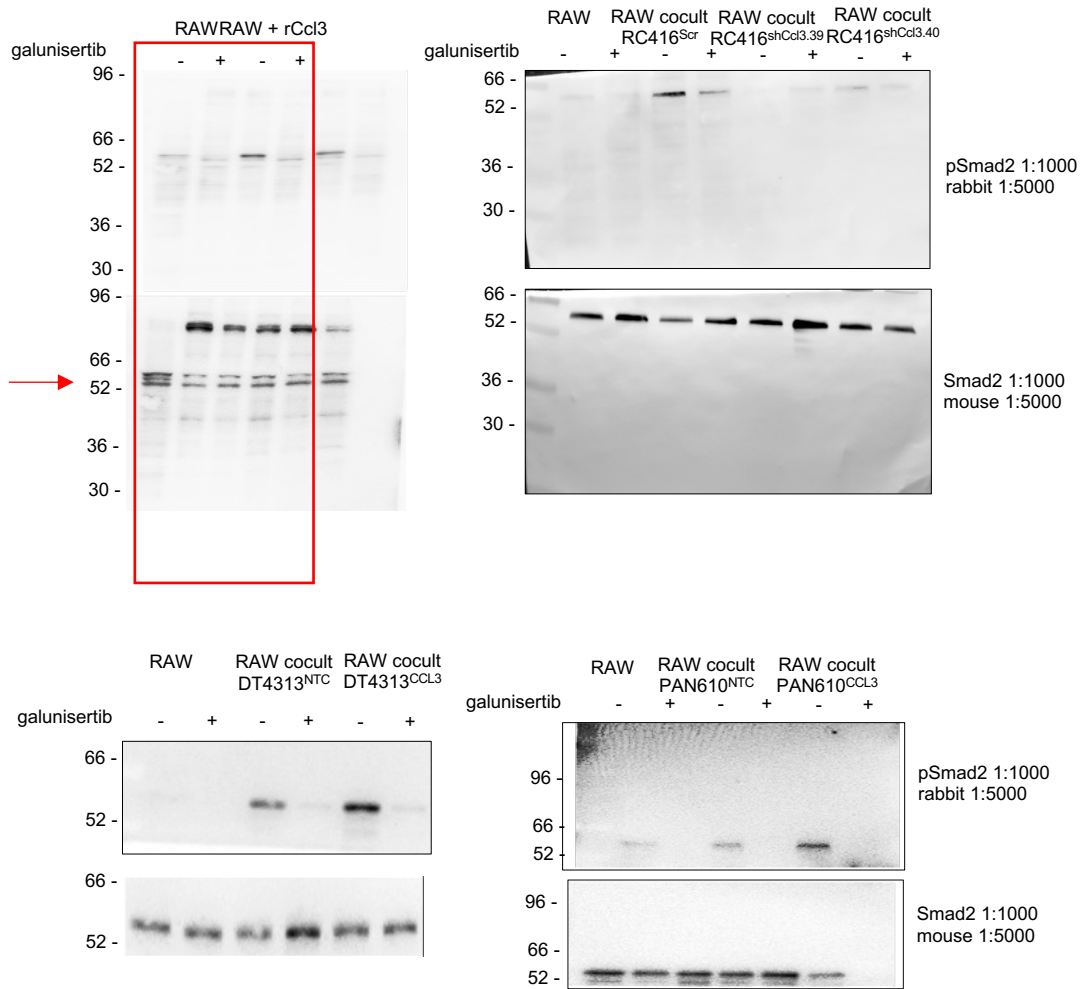 RAWRAW + rCcl3
galunisertib
- + - +
96 -
66 -
52 -
36 -
30 -
96 -
66 -
52 -
36 -
30 -
RAW RAW cocult RAW cocult RAW cocult
RC416Scr RC416shCcl3.39 RC416shCcl3.40
galunisertib - + - + - + - +
66 -
52 -
36 -
30 -
pSmad2 1:1000
rabbit 1:5000
66 -
52 -
36 -
30 -
Smad2 1:1000
mouse 1:5000
RAW RAW cocult RAW cocult
DT4313NTC DT4313CCL3
galunisertib - + - + - +
66 -
52 -
66 -
52 -
RAW RAW cocult RAW cocult
PAN610NTC PAN610CCL3
galunisertib - + - + - +
96 -
66 -
52 -
pSmad2 1:1000
rabbit 1:5000
96 -
66 -
52 -
Smad2 1:1000
mouse 1:5000